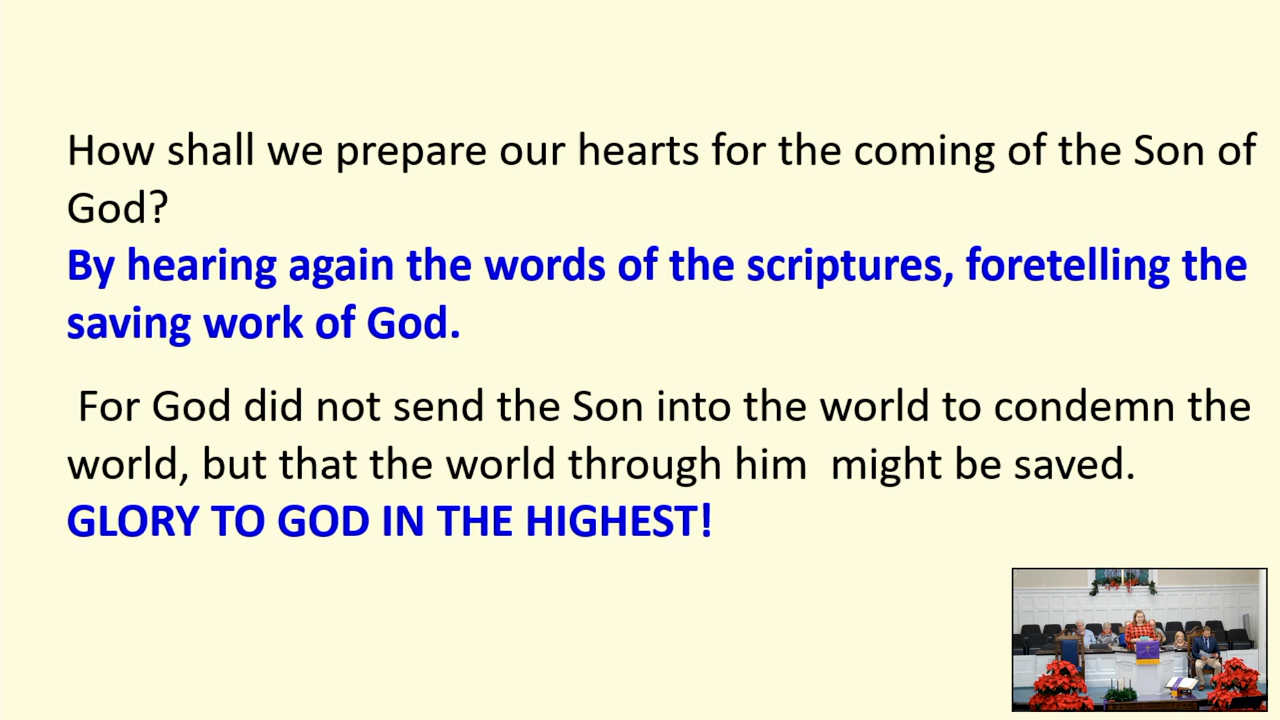 How shall we prepare our hearts for the coming of the Son of
God?
By hearing again the words of the scriptures, foretelling the
saving work of God.
For God did not send the Son into the world to condemn the
world, but that the world through him  might be saved.
GLORY TO GOD IN THE HIGHEST!